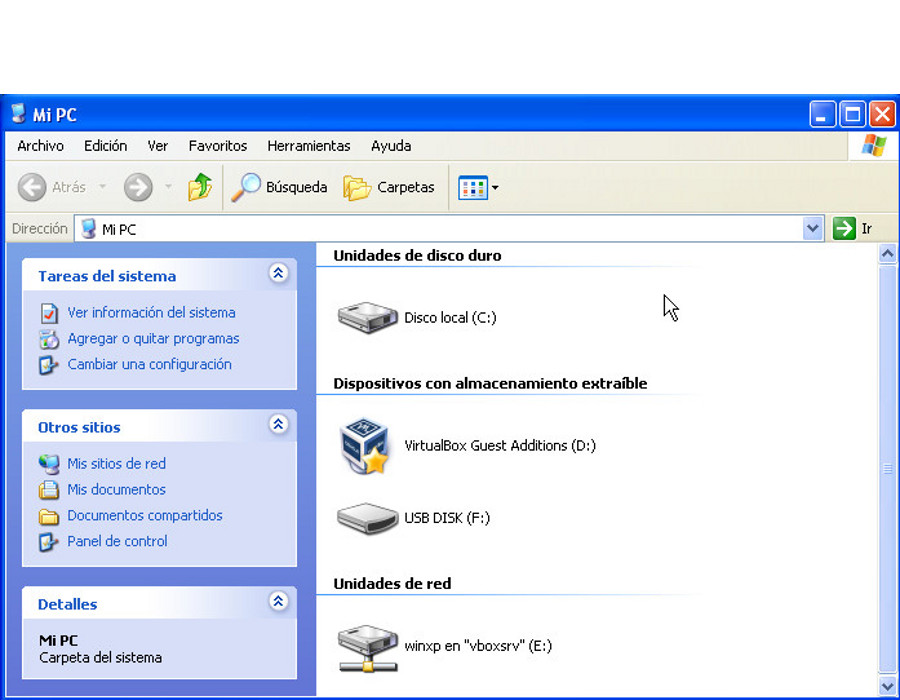 Mi PC
Archivo Edición Ver Favoritos Herramientas Ayuda
Atrás Búsqueda Carpetas
Dirección Mi PC Ir
Tareas del sistema
Ver información del sistema
Agregar o quitar programas
Cambiar una configuración
Otros sitios
Mis sitios de red
Mis documentos
Documentos compartidos
Panel de control
Detalles
Mi PC
Carpeta del sistema
Unidades de disco duro
Disco local (C:)
Dispositivos con almacenamiento extraíble
VirtualBox Guest Additions (D:)
USB DISK (F:)
Unidades de red
winxp en "vboxsrv" (E:)